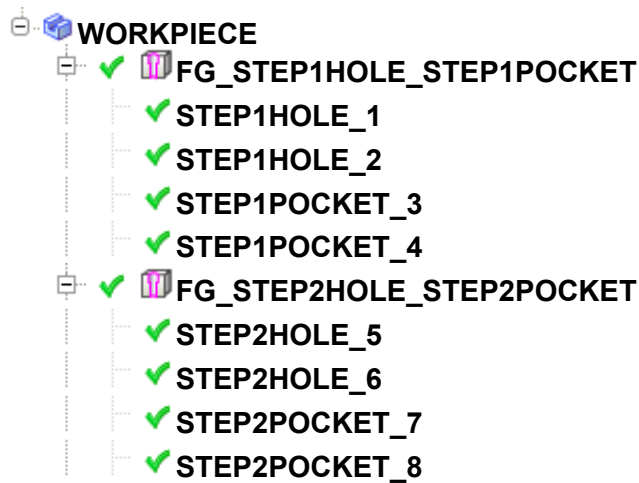 WORKPIECE
FG_STEP1HOLE_STEP1POCKET
STEP1HOLE_1
STEP1HOLE_2
STEP1POCKET_3
STEP1POCKET_4
FG_STEP2HOLE_STEP2POCKET
STEP2HOLE_5
STEP2HOLE_6
STEP2POCKET_7
STEP2POCKET_8